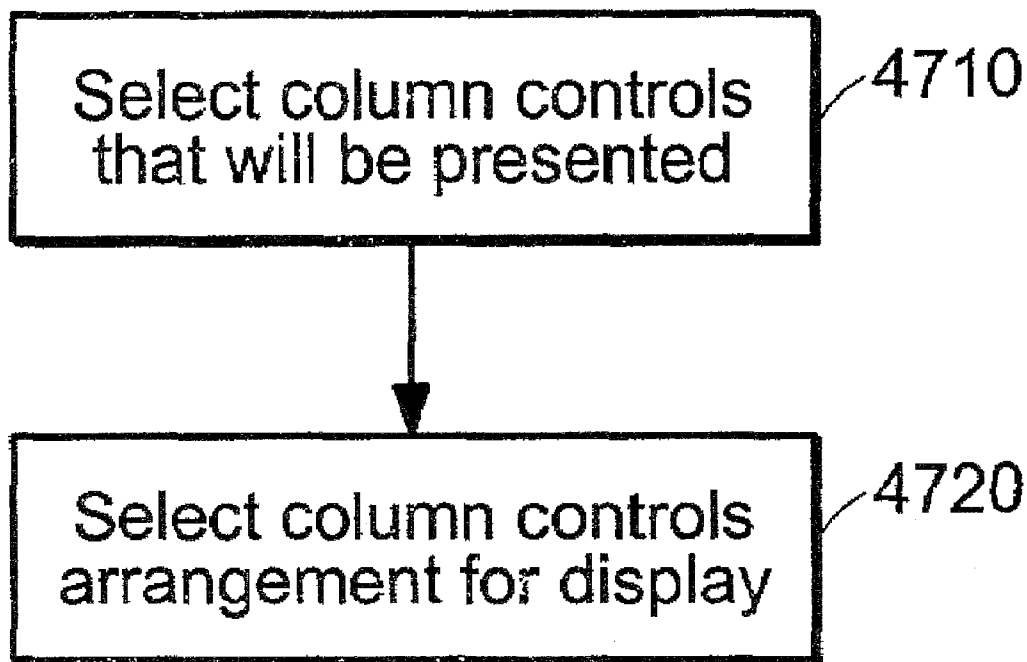 Select column controls
that will be presented
4710
Select column controls
arrangement for display
4720